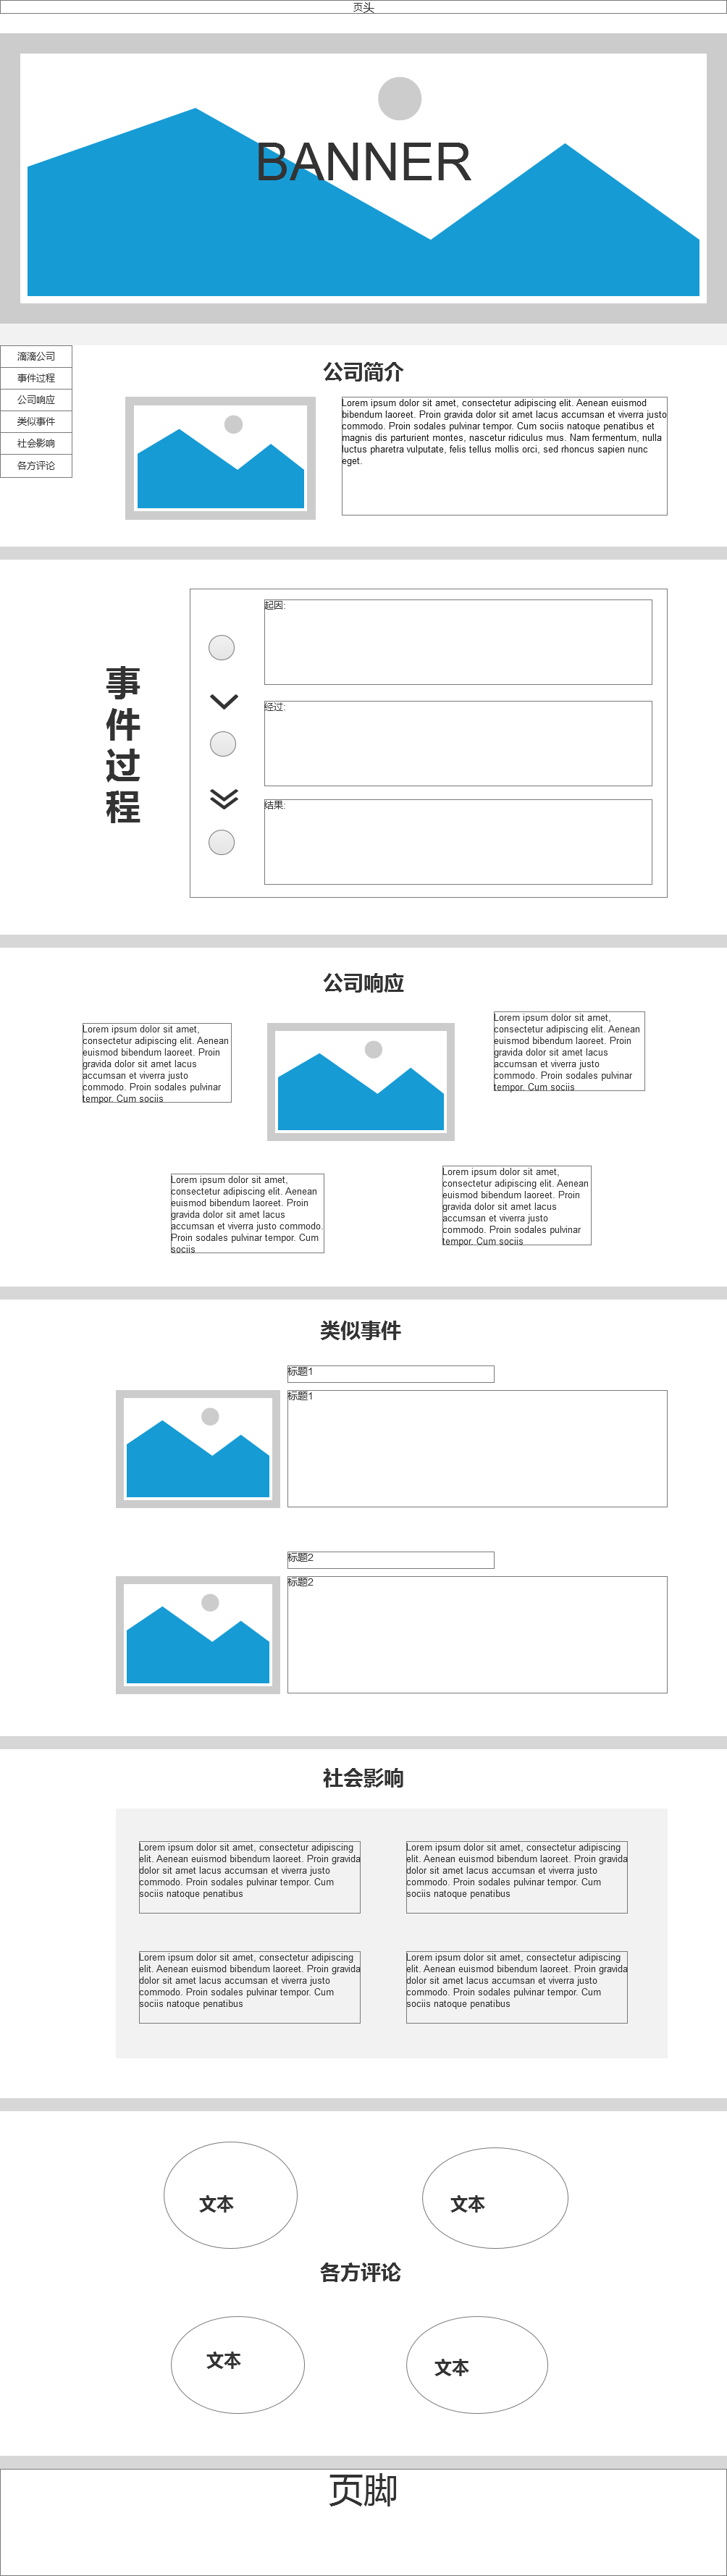 页头
BANNER
滴滴公司
事件过程
公司响应
类似事件
社会影响
各方评论
公司简介
Lorem ipsum dolor sit amet, consectetur adipiscing elit. Aenean euismod
bibendum laoreet. Proin gravida dolor sit amet lacus accumsan et viverra justo
commodo. Proin sodales pulvinar tempor. Cum sociis natoque penatibus et
magnis dis parturient montes, nascetur ridiculus mus. Nam fermentum, nulla
luctus pharetra vulputate, felis tellus mollis orci, sed rhoncus sapien nunc
eget.
事
件
过
程
起因:
经过:
结果:
公司响应
Lorem ipsum dolor sit amet,
consectetur adipiscing elit. Aenean
euismod bibendum laoreet. Proin
gravida dolor sit amet lacus
accumsan et viverra justo
commodo. Proin sodales pulvinar
tempor. Cum sociis
Lorem ipsum dolor sit amet,
consectetur adipiscing elit. Aenean
euismod bibendum laoreet. Proin
gravida dolor sit amet lacus
accumsan et viverra justo
commodo. Proin sodales pulvinar
tempor. Cum sociis
Lorem ipsum dolor sit amet,
consectetur adipiscing elit. Aenean
euismod bibendum laoreet. Proin
gravida dolor sit amet lacus
accumsan et viverra justo commodo.
Proin sodales pulvinar tempor. Cum
sociis
Lorem ipsum dolor sit amet,
consectetur adipiscing elit. Aenean
euismod bibendum laoreet. Proin
gravida dolor sit amet lacus
accumsan et viverra justo
commodo. Proin sodales pulvinar
tempor. Cum sociis
类似事件
标题1
标题1
标题2
标题2
社会影响
Lorem ipsum dolor sit amet, consectetur adipiscing
elit. Aenean euismod bibendum laoreet. Proin gravida
dolor sit amet lacus accumsan et viverra justo
commodo. Proin sodales pulvinar tempor. Cum
sociis natoque penatibus
Lorem ipsum dolor sit amet, consectetur adipiscing
elit. Aenean euismod bibendum laoreet. Proin gravida
dolor sit amet lacus accumsan et viverra justo
commodo. Proin sodales pulvinar tempor. Cum
sociis natoque penatibus
Lorem ipsum dolor sit amet, consectetur adipiscing
elit. Aenean euismod bibendum laoreet. Proin gravida
dolor sit amet lacus accumsan et viverra justo
commodo. Proin sodales pulvinar tempor. Cum
sociis natoque penatibus
Lorem ipsum dolor sit amet, consectetur adipiscing
elit. Aenean euismod bibendum laoreet. Proin gravida
dolor sit amet lacus accumsan et viverra justo
commodo. Proin sodales pulvinar tempor. Cum
sociis natoque penatibus
文本
文本
各方评论
文本
文本
页脚